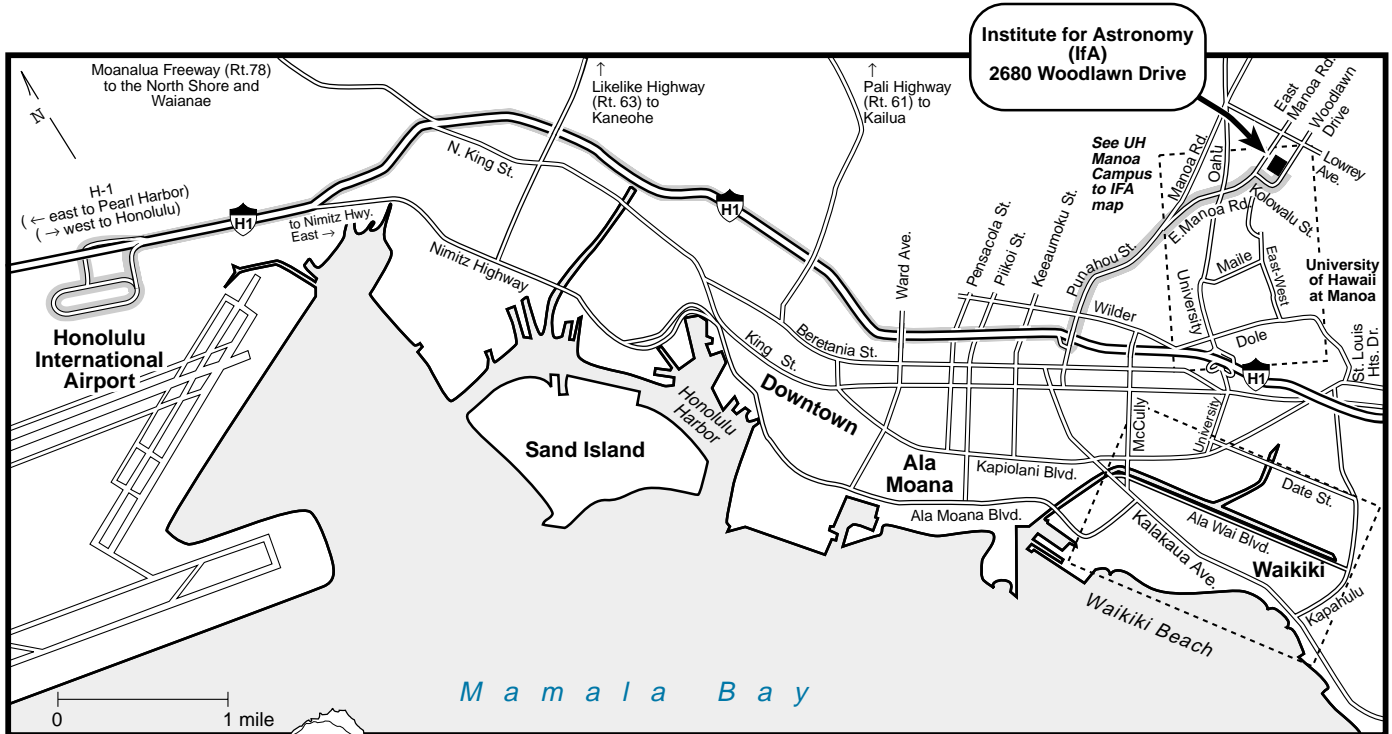 Institute for Astronomy
(IfA)
2680 Woodlawn Drive
Moanalua Freeway (Rt.78)
to the North Shore and
Waianae
↑
Likelike Highway
(Rt. 63) to
Kaneohe
↑
Pali Highway
(Rt. 61) to
Kailua
N
East
Manoa Rd.
Woodlawn
Drive
Lowrey
Ave.
See UH
Manoa
Campus
to IFA
map
Manoa Rd.
Oahu
N. King St.
H-1
( ← east to Pearl Harbor)
( → west to Honolulu)
H1
to Nimitz Hwy.
East →
H1
Nimitz Highway
E.Manoa Rd.
Kolowalu St.
Punahou St.
Maile
East-West
University
of Hawaii
at Manoa
Ward Ave.
Pensacola St.
Piikoi St.
Keeaumoku St.
Wilder
University
Dole
St. Louis
Hts. Dr.
H1
Honolulu
International
Airport
Beretania St.
King St.
Downtown
Honolulu
Harbor
Sand Island
Ala
Moana
Kapiolani Blvd.
McCully
University
Date St.
Ala Moana Blvd.
Ala Wai Blvd.
Kalakaua Ave.
Waikiki
Kapahulu
Waikiki Beach
Mamala Bay
0 1 mile